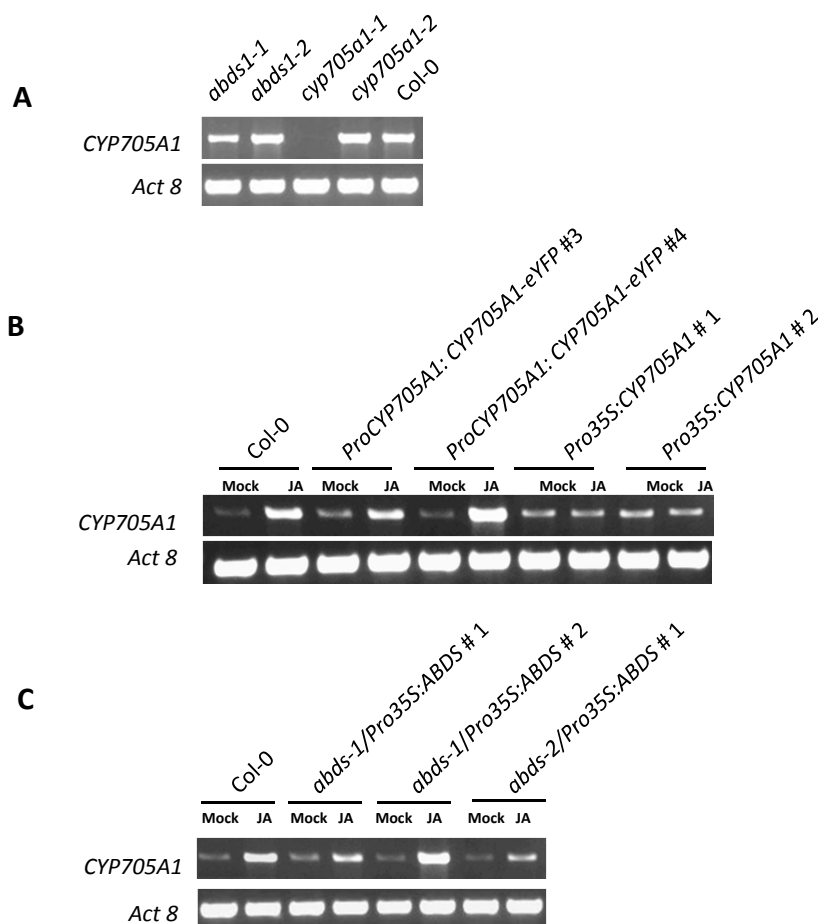 A
abds1-1 abds1-2 cyp705a1-1 cyp705a1-2 Col-0
CYP705A1
Act 8
B
Col-0 ProCYP705A1: CYP705A1-eYFP #3 ProCYP705A1: CYP705A1-eYFP #4 Pro35S:CYP705A1 # 1 Pro35S:CYP705A1 # 2
Mock JA Mock JA Mock JA Mock JA Mock JA
CYP705A1
Act 8
C
Col-0 abds-1/Pro35S:ABDS # 1 abds-1/Pro35S:ABDS # 2 abds-2/Pro35S:ABDS # 1
Mock JA Mock JA Mock JA Mock JA
CYP705A1
Act 8